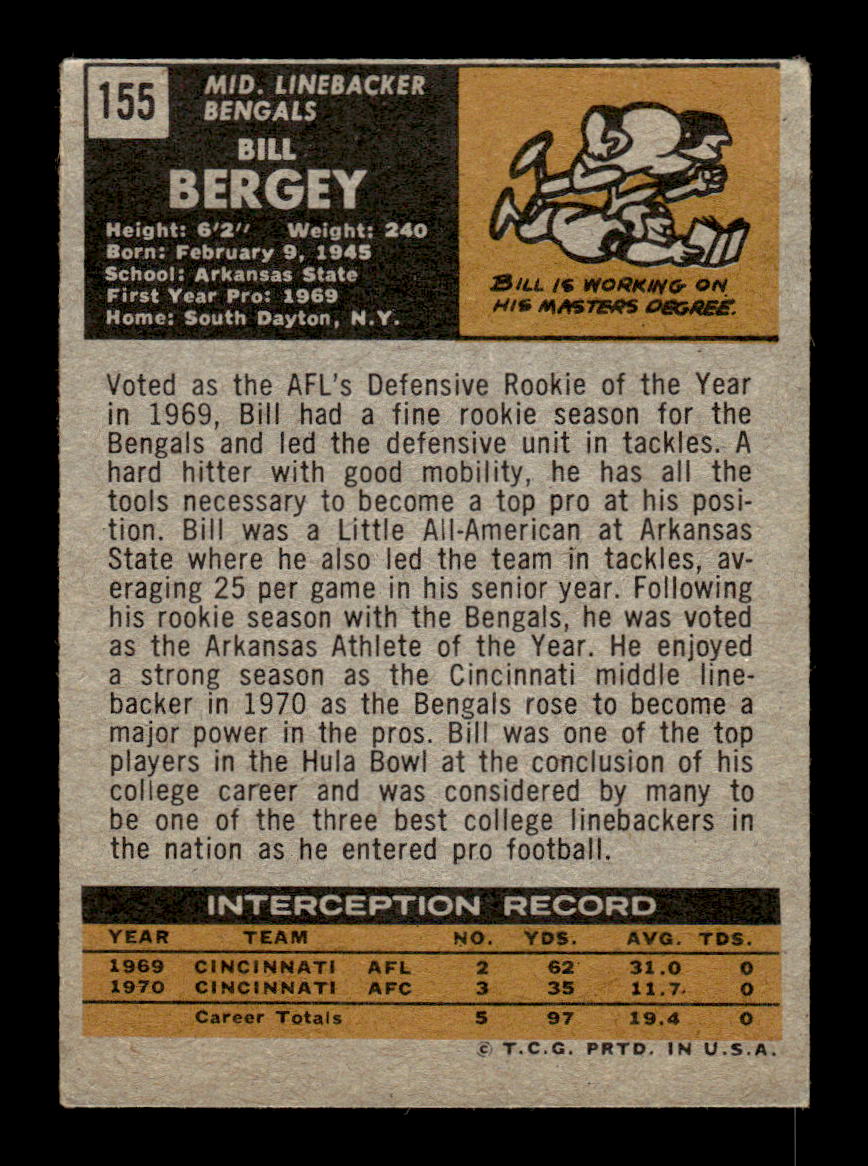 155
MID. LINEBACKER
BENGALS
BILL
BERGEY
Height: 6'2" Weight: 240
Born: February 9, 1945
School: Arkansas State
First Year Pro: 1969
Home: South Dayton, N.Y.
BILL IS WORKING ON
HIS MASTERS DEGREE.
Voted as the AFL's Defensive Rookie of the Year
in 1969, Bill had a fine rookie season for the
Bengals and led the defensive unit in tackles. A
hard hitter with good mobility, he has all the
tools necessary to become a top pro at his posi-
tion. Bill was a Little All-American at Arkansas
State where he also led the team in tackles, av-
eraging 25 per game in his senior year. Following
his rookie season with the Bengals, he was voted
as the Arkansas Athlete of the Year. He enjoyed
a strong season as the Cincinnati middle line-
backer in 1970 as the Bengals rose to become a
major power in the pros. Bill was one of the top
players in the Hula Bowl at the conclusion of his
college career and was considered by many to
be one of the three best college linebackers in
the nation as he entered pro football.
INTERCEPTION RECORD
YEAR TEAM NO. YDS. AVG. TDS.
1969 CINCINNATI AFL 2 62 31.0 0
1970 CINCINNATI AFC 3 35 11.7 0
Career Totals 5 97 19.4 0
© T.C.G. PRTD. IN U.S.A.